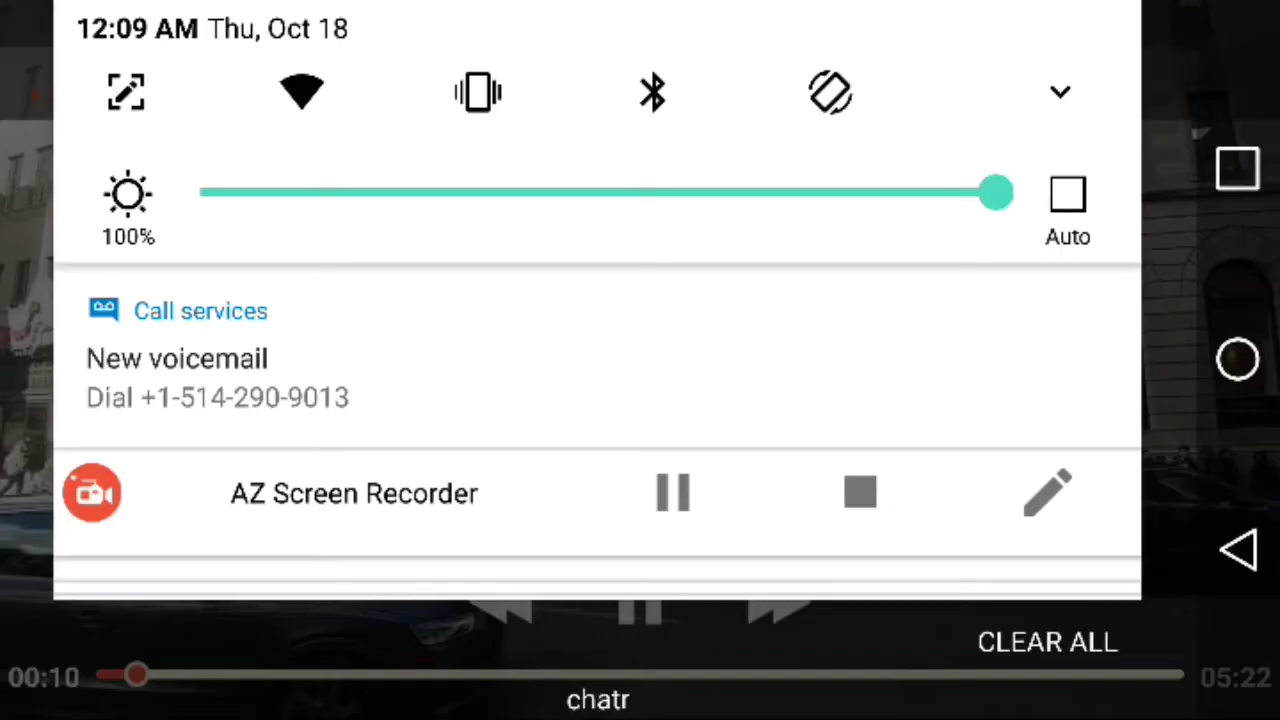 12:09 AM Thu, Oct 18
100%
Auto
Call services
New voicemail
Dial +1-514-290-9013
AZ Screen Recorder
CLEAR ALL
00:10
05:22
chatr